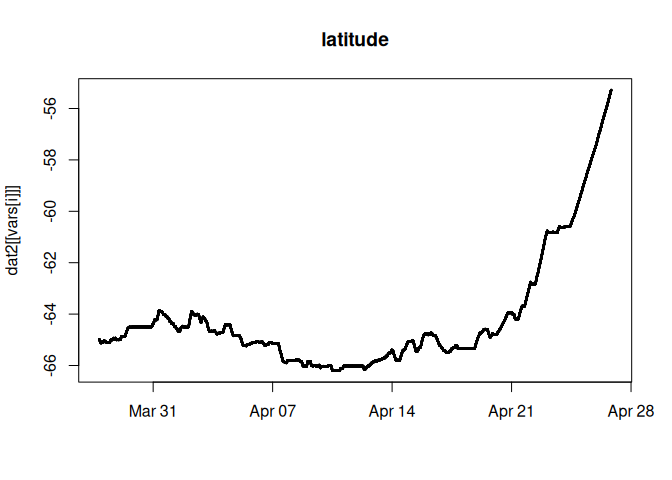 latitude
dat2[[vars[i]]]
-56
-58
-60
-62
-64
-66
Mar 31
Apr 07
Apr 14
Apr 21
Apr 28